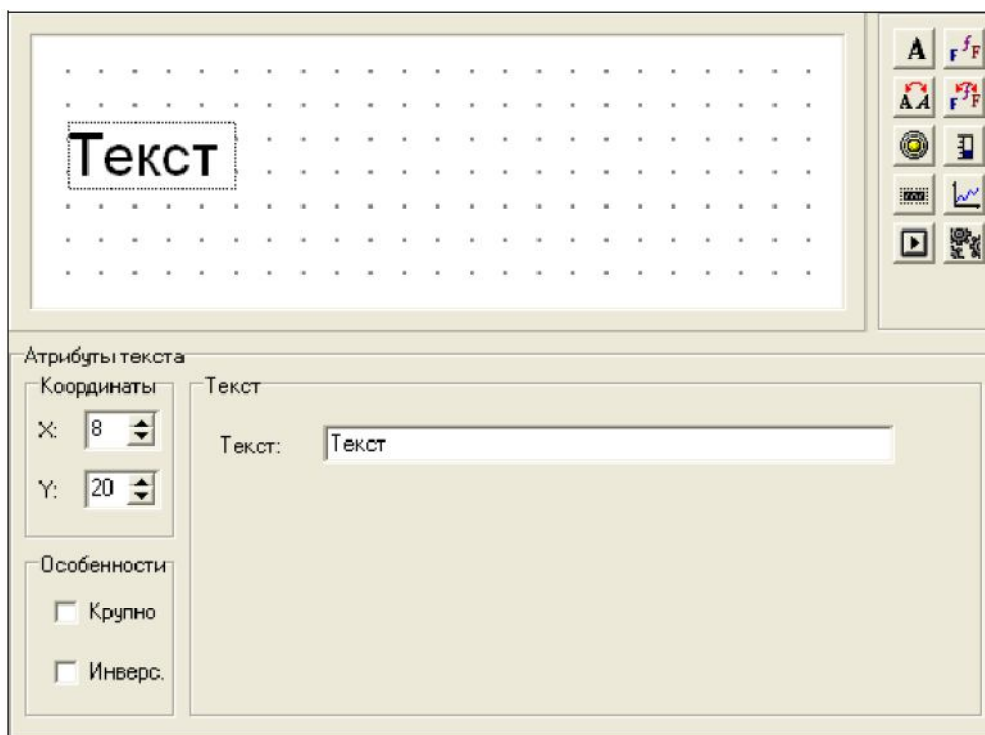 Текст
Атрибуты текста
Координаты
X: 8
Y: 20
Особенности
Крупно
Инверс.
Текст
Текст: Текст